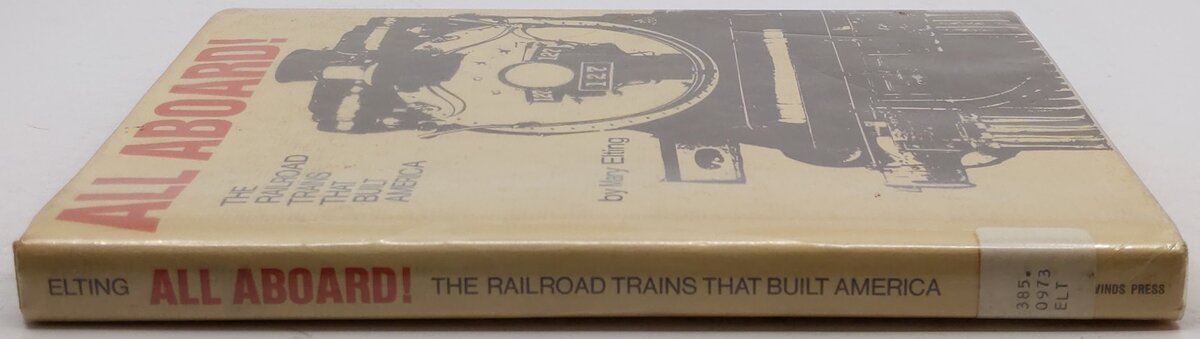 ALL ABOARD!
THE
RAILROAD
TRAINS
THAT
BUILT
AMERICA
by Mary Elting
127
127
127
ELTING ALL ABOARD! THE RAILROAD TRAINS THAT BUILT AMERICA
385.
0973
ELT
WINDS PRESS